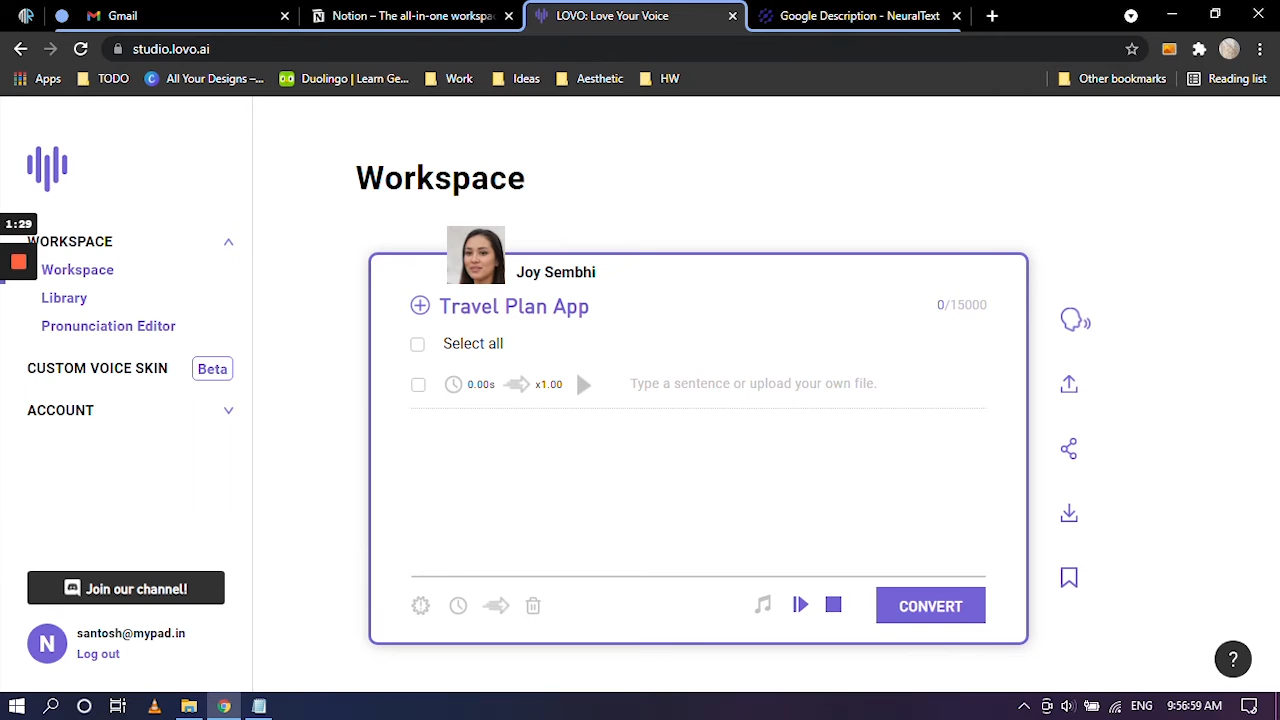 Gmail
Notion – The all-in-one workspa
LOVO: Love Your Voice
Google Description - NeuralText
studio.lovo.ai
Apps
TODO
All Your Designs –...
Duolingo | Learn Ge...
Work
Ideas
Aesthetic
HW
Other bookmarks
Reading list
Workspace
1:29
WORKSPACE
Workspace
Library
Pronunciation Editor
CUSTOM VOICE SKIN
Beta
ACCOUNT
Joy Sembhi
Travel Plan App
0/15000
Select all
0.00s
x1.00
Type a sentence or upload your own file.
CONVERT
Join our channel!
N
santosh@mypad.in
Log out
?
ENG
9:56:59 AM